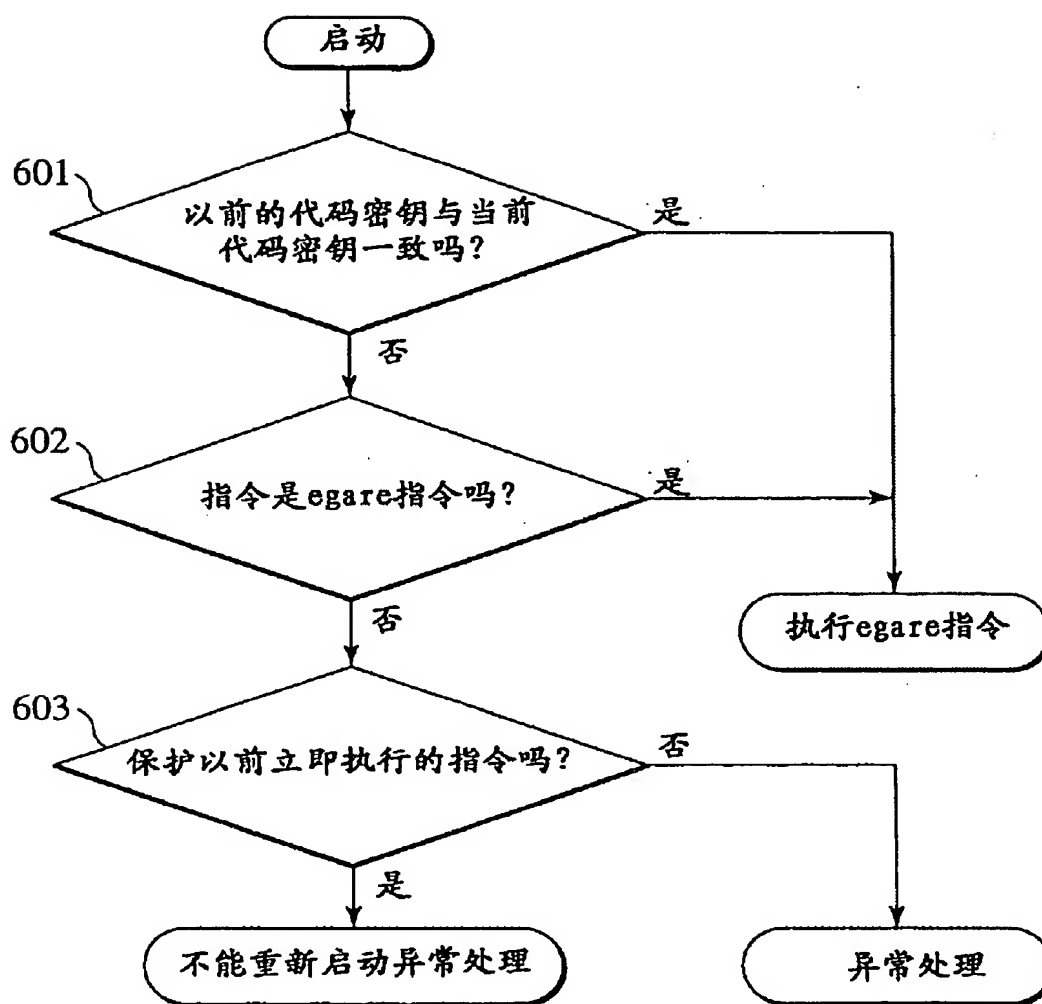 启动
601
以前的代码密钥与当前
代码密钥一致吗?
是
否
602
指令是egare指令吗?
是
否
执行egare指令
603
保护以前立即执行的指令吗?
否
是
不能重新启动异常处理
异常处理